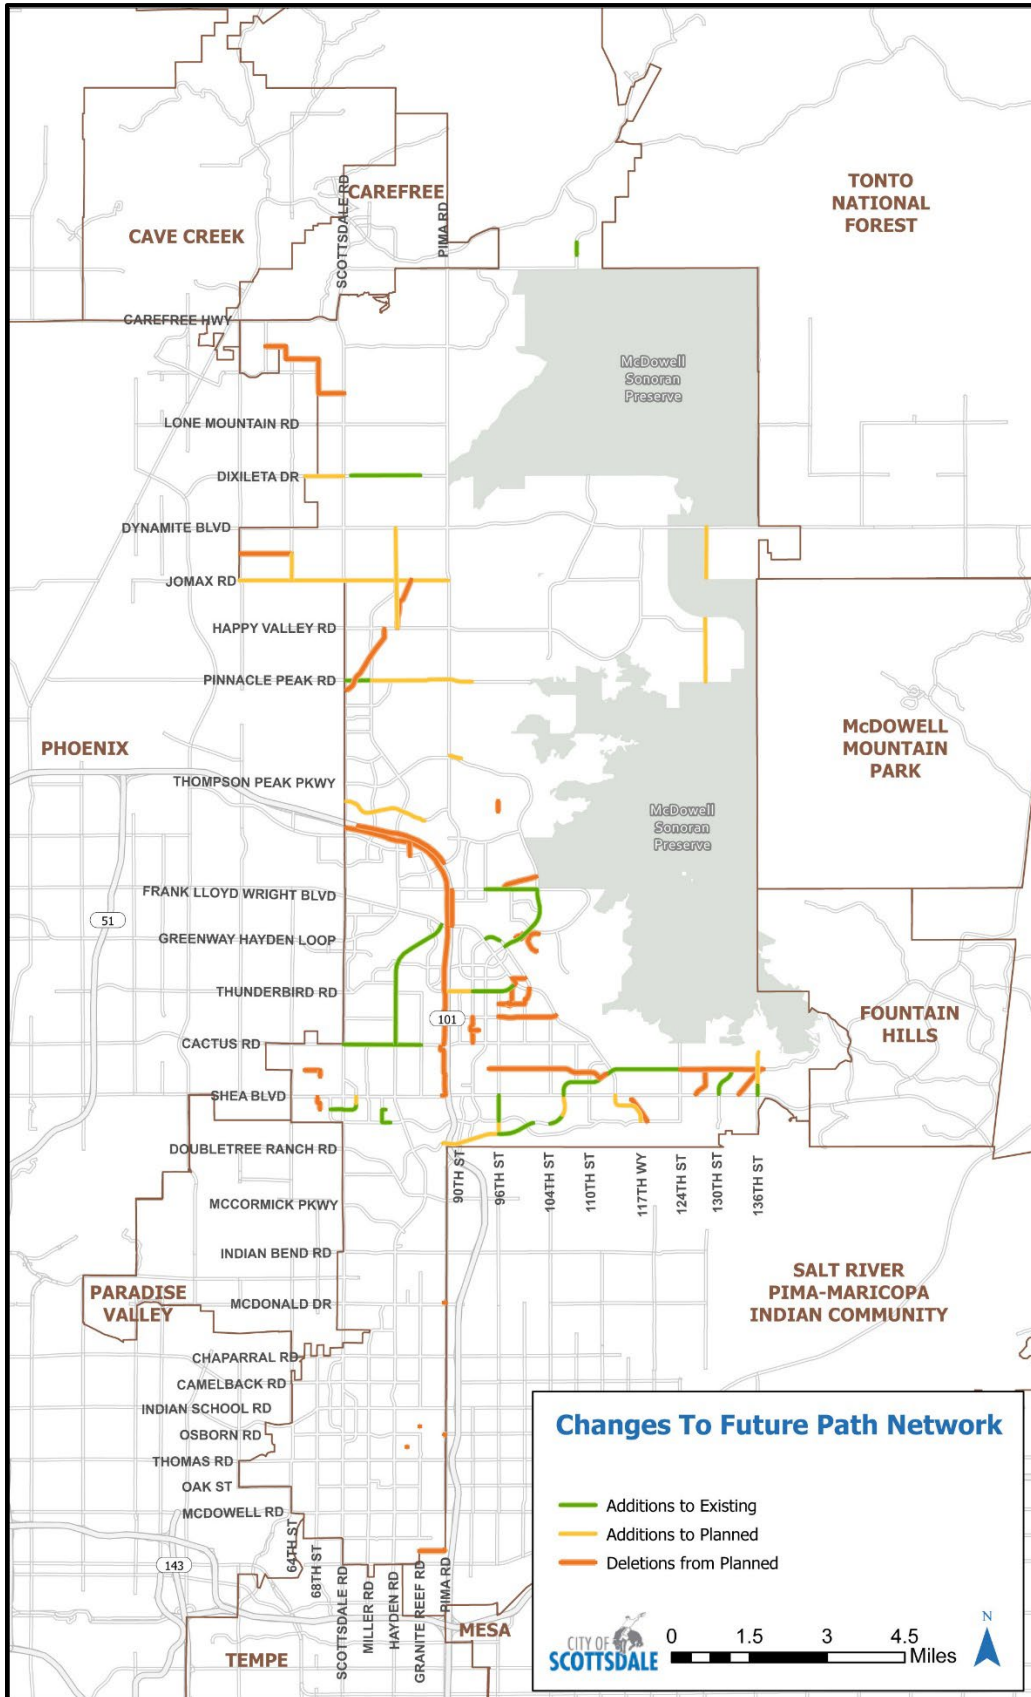 TONTO
NATIONAL
FOREST
CAREFREE
CAVE CREEK
SCOTTSDALE RD
PIMA RD
CAREFREE HWY
McDowell
Sonoran
Preserve
LONE MOUNTAIN RD
DIXILETA DR
DYNAMITE BLVD
JOMAX RD
HAPPY VALLEY RD
PINNACLE PEAK RD
PHOENIX
McDOWELL
MOUNTAIN
PARK
THOMPSON PEAK PKWY
McDowell
Sonoran
Preserve
FRANK LLOYD WRIGHT BLVD
51
GREENWAY HAYDEN LOOP
THUNDERBIRD RD
101
FOUNTAIN
HILLS
CACTUS RD
SHEA BLVD
DOUBLETREE RANCH RD
90TH ST
96TH ST
104TH ST
110TH ST
117TH WY
124TH ST
130TH ST
136TH ST
MCCORMICK PKWY
INDIAN BEND RD
PARADISE
VALLEY
MCDONALD DR
SALT RIVER
PIMA-MARICOPA
INDIAN COMMUNITY
CHAPARRAL RD
CAMELBACK RD
INDIAN SCHOOL RD
OSBORN RD
THOMAS RD
OAK ST
MCDOWELL RD
143
64TH ST
68TH ST
SCOTTSDALE RD
MILLER RD
HAYDEN RD
GRANITE REEF RD
PIMA RD
MESA
TEMPE
Changes To Future Path Network
Additions to Existing
Additions to Planned
Deletions from Planned
CITY OF
SCOTTSDALE
0 1.5 3 4.5
Miles
N